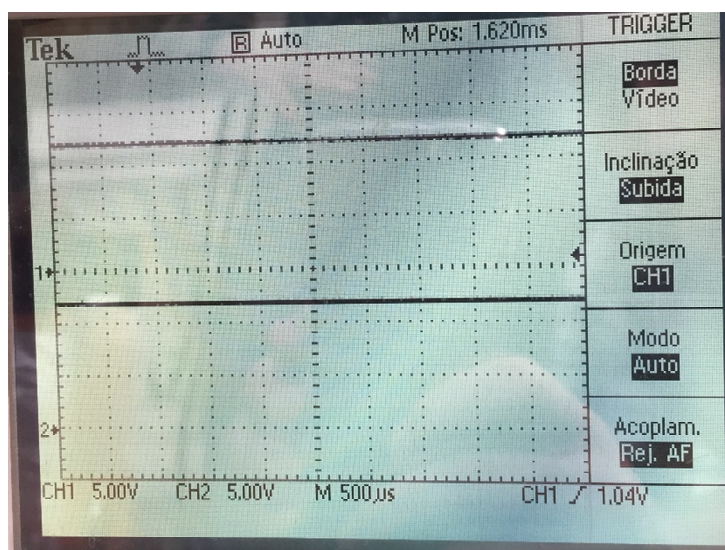 Tek R Auto M Pos: 1.620ms TRIGGER
Borda
Vídeo
Inclinação
Subida
1
Origem
CH1
Modo
Auto
2
Acoplam.
Rej. AF
CH1 5.00V CH2 5.00V M 500µs CH1 1.04V